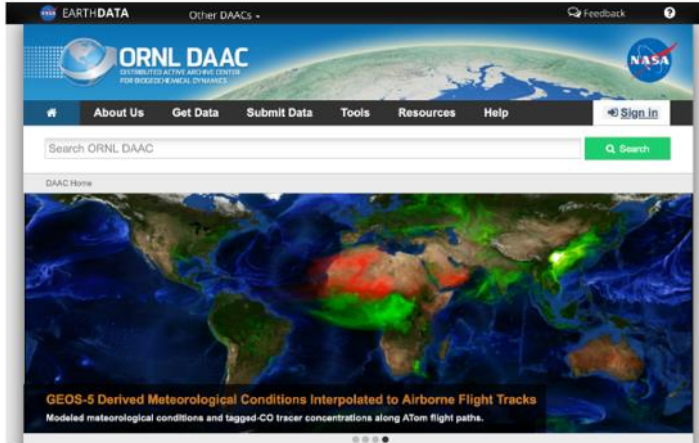 NASA EARTHDATA Other DAACs Feedback ?
ORNL DAAC NASA
DISTRIBUTED ACTIVE ARCHIVE CENTER
FOR BIOGEOCHEMICAL DYNAMICS
About Us Get Data Submit Data Tools Resources Help Sign in
Search ORNL DAAC Search
DAAC Home
GEOS-5 Derived Meteorological Conditions Interpolated to Airborne Flight Tracks
Modeled meteorological conditions and tagged-CO tracer concentrations along ATom flight paths.